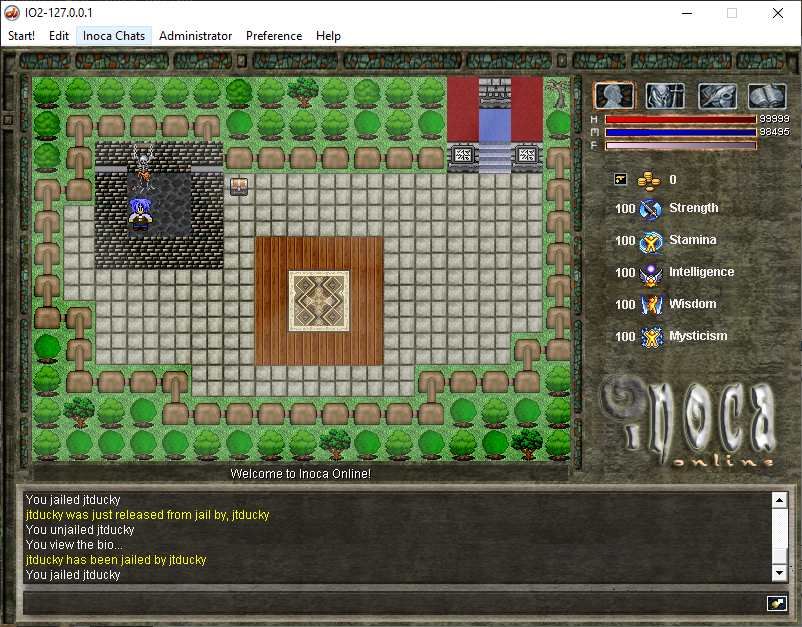 IO2-127.0.0.1
Start! Edit Inoca Chats Administrator Preference Help
H 99999
M 98495
F
0
100 Strength
100 Stamina
100 Intelligence
100 Wisdom
100 Mysticism
inoca
online
Welcome to Inoca Online!
You jailed jtducky
jtducky was just released from jail by, jtducky
You unjailed jtducky
You view the bio...
jtducky has been jailed by jtducky
You jailed jtducky